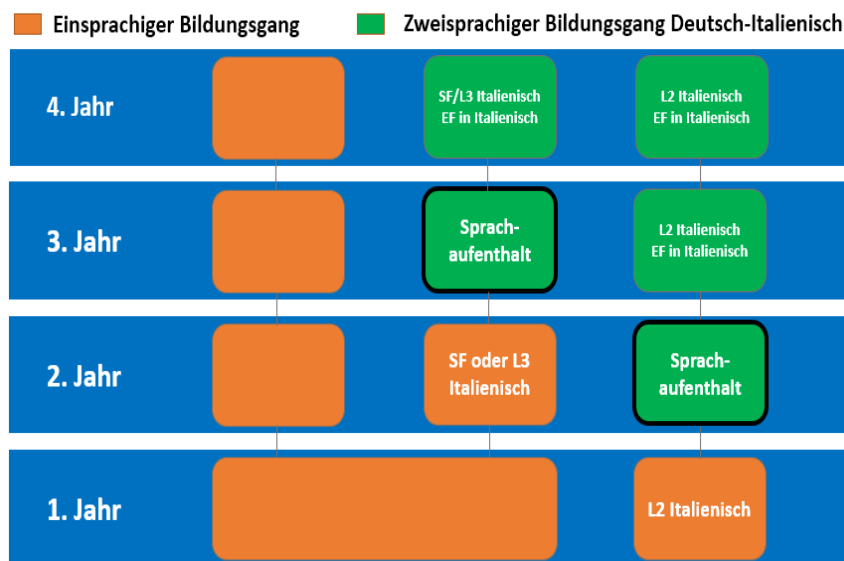 Einsprachiger Bildungsgang
Zweisprachiger Bildungsgang Deutsch-Italienisch
4. Jahr
SF/L3 Italienisch
EF in Italienisch
L2 Italienisch
EF in Italienisch
3. Jahr
Sprach-
aufenthalt
L2 Italienisch
EF in Italienisch
2. Jahr
SF oder L3
Italienisch
Sprach-
aufenthalt
1. Jahr
L2 Italienisch